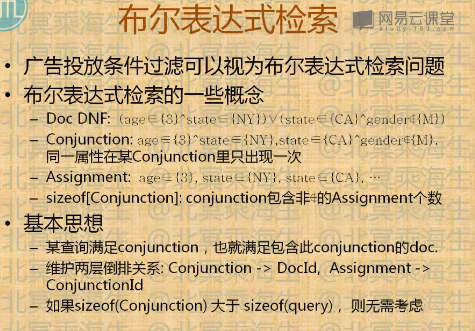 布尔表达式检索
网易云课堂
study.163.com
• 广告投放条件过滤可以视为布尔表达式检索问题
• 布尔表达式检索的一些概念
– Doc DNF: (age∈{3}^state∈{NY})∨(state∈{CA}^gender∈{M})
– Conjunction: age∈{3}^state∈{NY},state∈{CA}^gender∉{M}.
同一属性在某Conjunction里只出现一次
– Assignment: age∈{3}, state∈{NY}, state∈{CA}, …
– sizeof[Conjunction]: conjunction包含非∉的Assignment个数
• 基本思想
– 某查询满足conjunction，也就满足包含此conjunction的doc.
– 维护两层倒排关系: Conjunction -> DocId, Assignment ->
ConjunctionId
– 如果sizeof(Conjunction) 大于 sizeof(query) ，则无需考虑